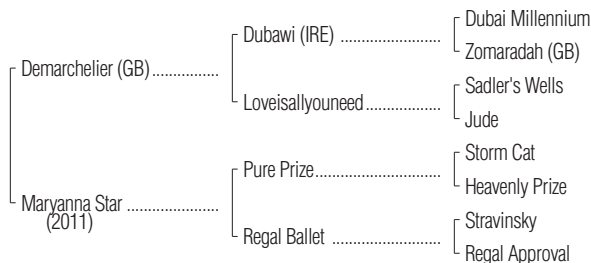 Dubai Millennium
Dubawi (IRE) ....................
Zomaradah (GB)
Demarchelier (GB) .............
Sadler's Wells
Loveisallyouneed ...............
Jude
Storm Cat
Pure Prize.........................
Heavenly Prize
Maryanna Star ..................
(2011)
Stravinsky
Regal Ballet ......................
Regal Approval